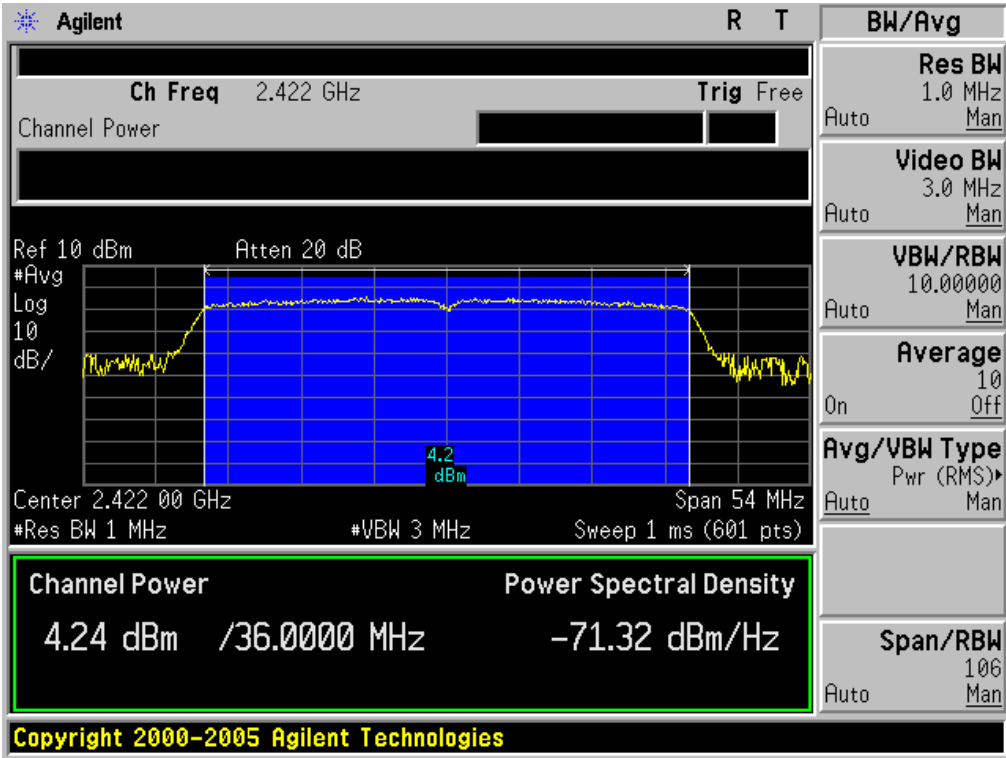 Agilent R T
Ch Freq 2.422 GHz Trig Free
Channel Power
Ref 10 dBm Atten 20 dB
#Avg
Log
10
dB/
4.2
dBm
Center 2.422 00 GHz Span 54 MHz
#Res BW 1 MHz #VBW 3 MHz Sweep 1 ms (601 pts)
Channel Power Power Spectral Density
4.24 dBm /36.0000 MHz -71.32 dBm/Hz
Copyright 2000-2005 Agilent Technologies
BW/Avg
Res BW
1.0 MHz
Auto Man
Video BW
3.0 MHz
Auto Man
VBW/RBW
10.00000
Auto Man
Average
10
On Off
Avg/VBW Type
Pwr (RMS)▸
Auto Man
Span/RBW
106
Auto Man